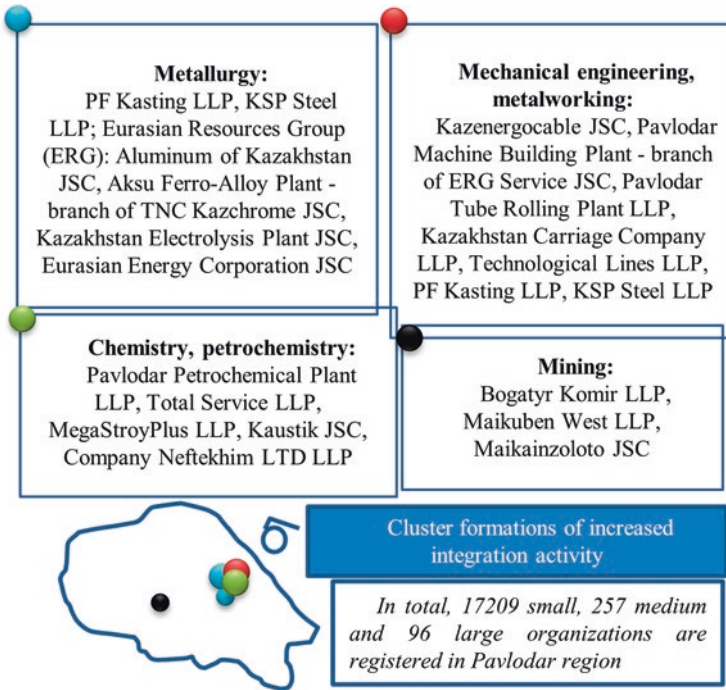 Metallurgy:
PF Kasting LLP, KSP Steel
LLP; Eurasian Resources Group
(ERG): Aluminum of Kazakhstan
JSC, Aksu Ferro-Alloy Plant -
branch of TNC Kazchrome JSC,
Kazakhstan Electrolysis Plant JSC,
Eurasian Energy Corporation JSC
Mechanical engineering,
metalworking:
Kazenergocable JSC, Pavlodar
Machine Building Plant - branch
of ERG Service JSC, Pavlodar
Tube Rolling Plant LLP,
Kazakhstan Carriage Company
LLP, Technological Lines LLP,
PF Kasting LLP, KSP Steel LLP
Chemistry, petrochemistry:
Pavlodar Petrochemical Plant
LLP, Total Service LLP,
MegaStroyPlus LLP, Kaustik JSC,
Company Neftekhim LTD LLP
Mining:
Bogatyr Komir LLP,
Maikuben West LLP,
Maikainzoloto JSC
Cluster formations of increased
integration activity
In total, 17209 small, 257 medium
and 96 large organizations are
registered in Pavlodar region